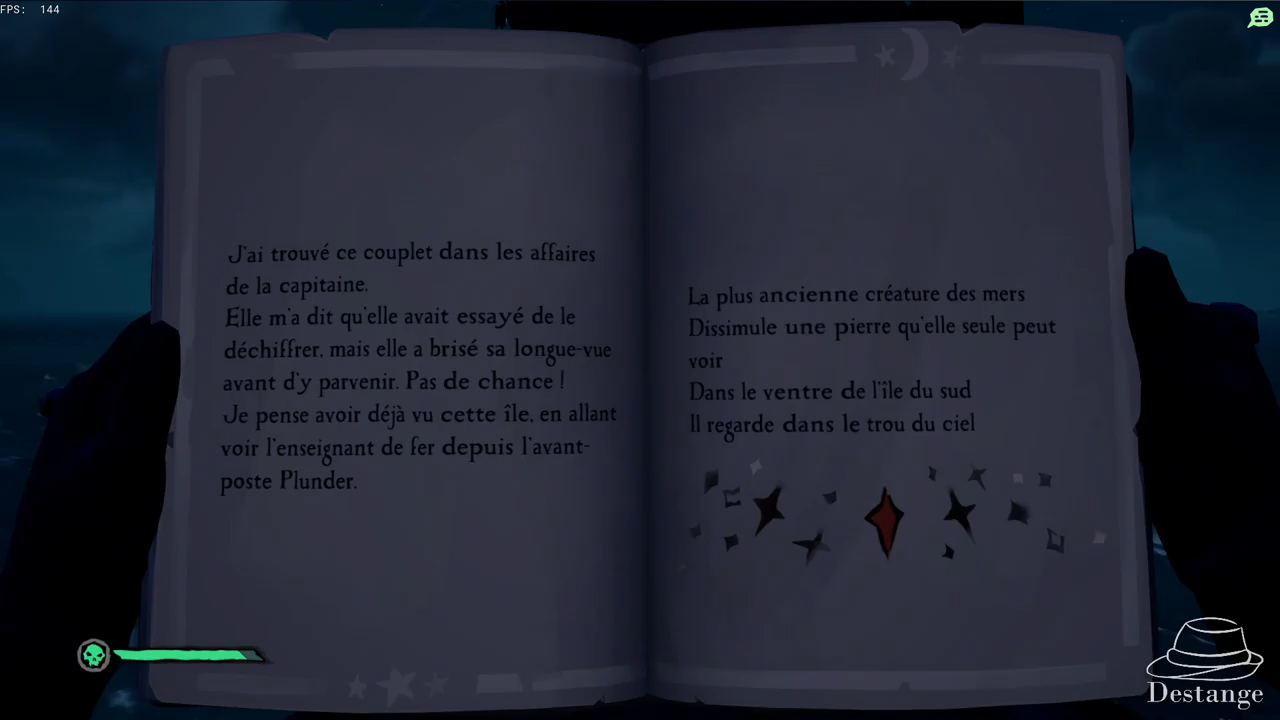 FPS: 144
J'ai trouvé ce couplet dans les affaires
de la capitaine.
Elle m'a dit qu'elle avait essayé de le
déchiffrer, mais elle a brisé sa longue-vue
avant d'y parvenir. Pas de chance !
Je pense avoir déjà vu cette île, en allant
voir l'enseignant de fer depuis l'avant-
poste Plunder.
La plus ancienne créature des mers
Dissimule une pierre qu'elle seule peut
voir
Dans le ventre de l'île du sud
Il regarde dans le trou du ciel
Destange